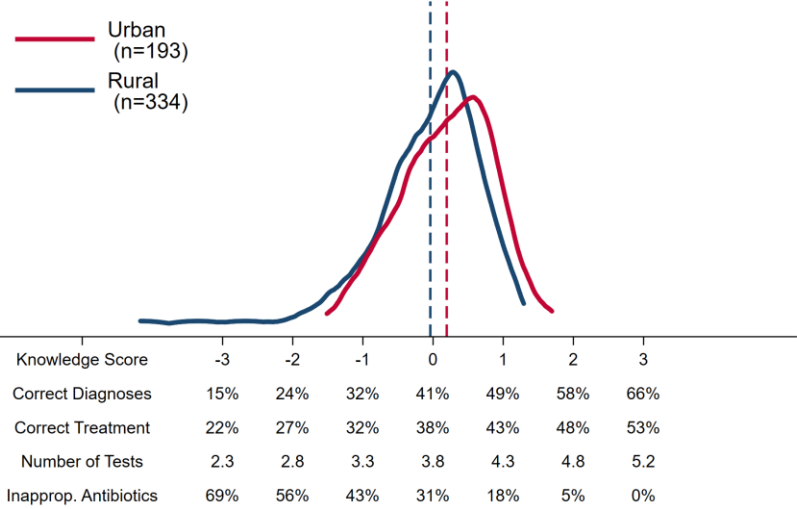 Urban
(n=193)
Rural
(n=334)
Knowledge Score -3 -2 -1 0 1 2 3
Correct Diagnoses 15% 24% 32% 41% 49% 58% 66%
Correct Treatment 22% 27% 32% 38% 43% 48% 53%
Number of Tests 2.3 2.8 3.3 3.8 4.3 4.8 5.2
Inapprop. Antibiotics 69% 56% 43% 31% 18% 5% 0%